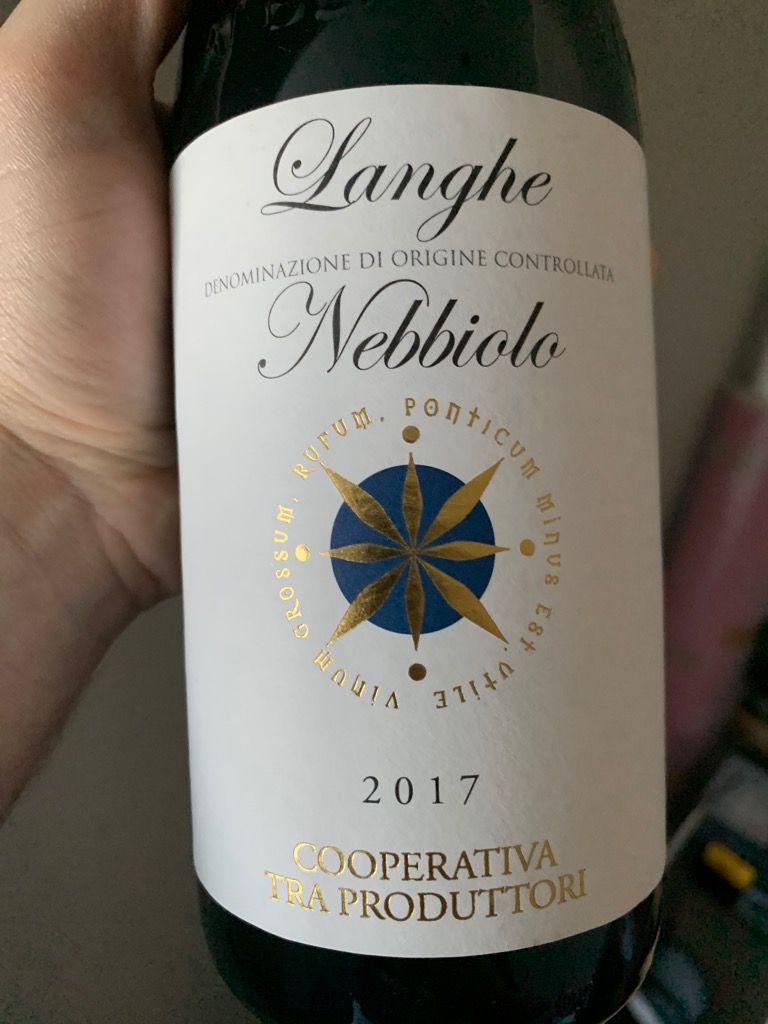 Langhe
DENOMINAZIONE DI ORIGINE CONTROLLATA
Nebbiolo
VINUM GROSSUM, RUFUM, PONTICUM MINUS EST UTILE
2017
COOPERATIVA
TRA PRODUTTORI